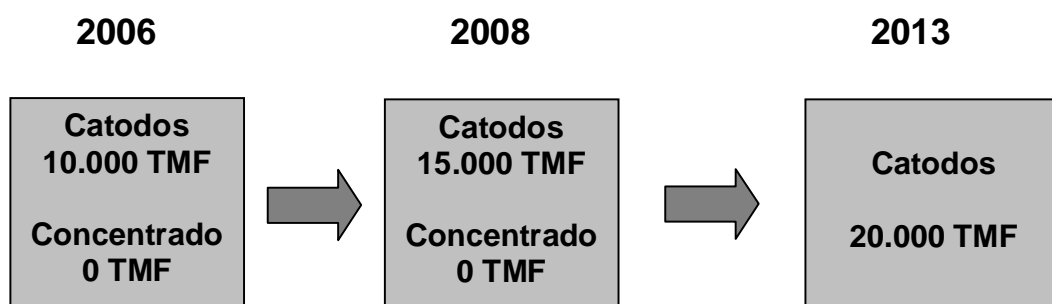 2006
2008
2013
Catodos
10.000 TMF
Concentrado
0 TMF
Catodos
15.000 TMF
Concentrado
0 TMF
Catodos
20.000 TMF